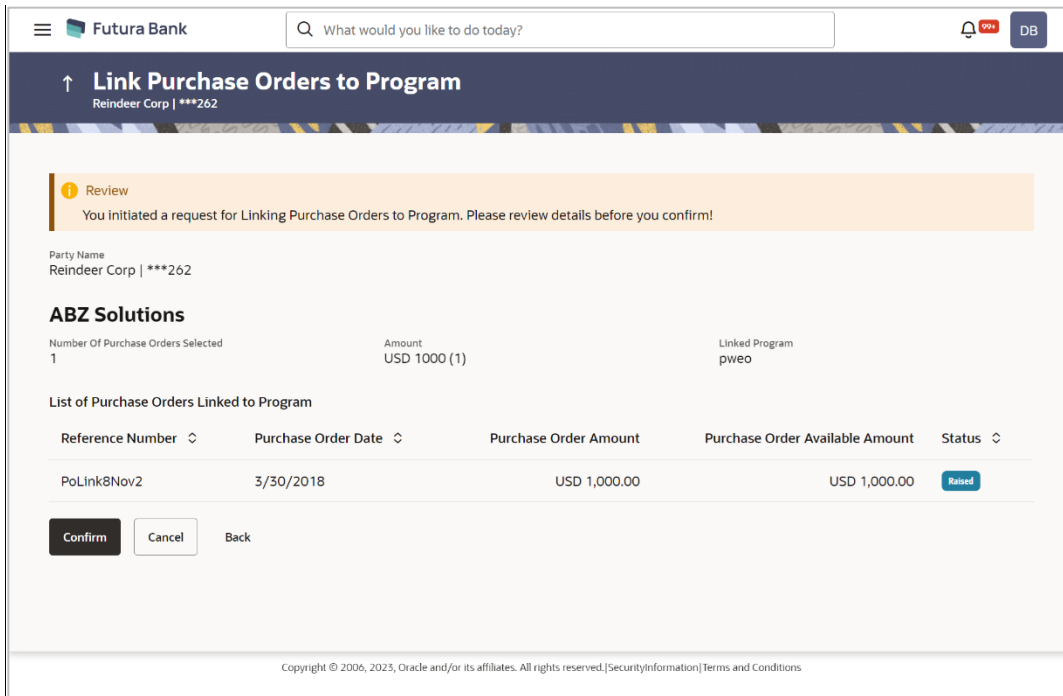 Futura Bank
What would you like to do today?
99+
DB
Link Purchase Orders to Program
Reindeer Corp | ***262
Review
You initiated a request for Linking Purchase Orders to Program. Please review details before you confirm!
Party Name
Reindeer Corp | ***262
ABZ Solutions
Number Of Purchase Orders Selected Amount Linked Program
1 USD 1000 (1) pweo
List of Purchase Orders Linked to Program
Reference Number Purchase Order Date Purchase Order Amount Purchase Order Available Amount Status
PoLink8Nov2 3/30/2018 USD 1,000.00 USD 1,000.00 Raised
Confirm Cancel Back
Copyright © 2006, 2023, Oracle and/or its affiliates. All rights reserved.|SecurityInformation|Terms and Conditions